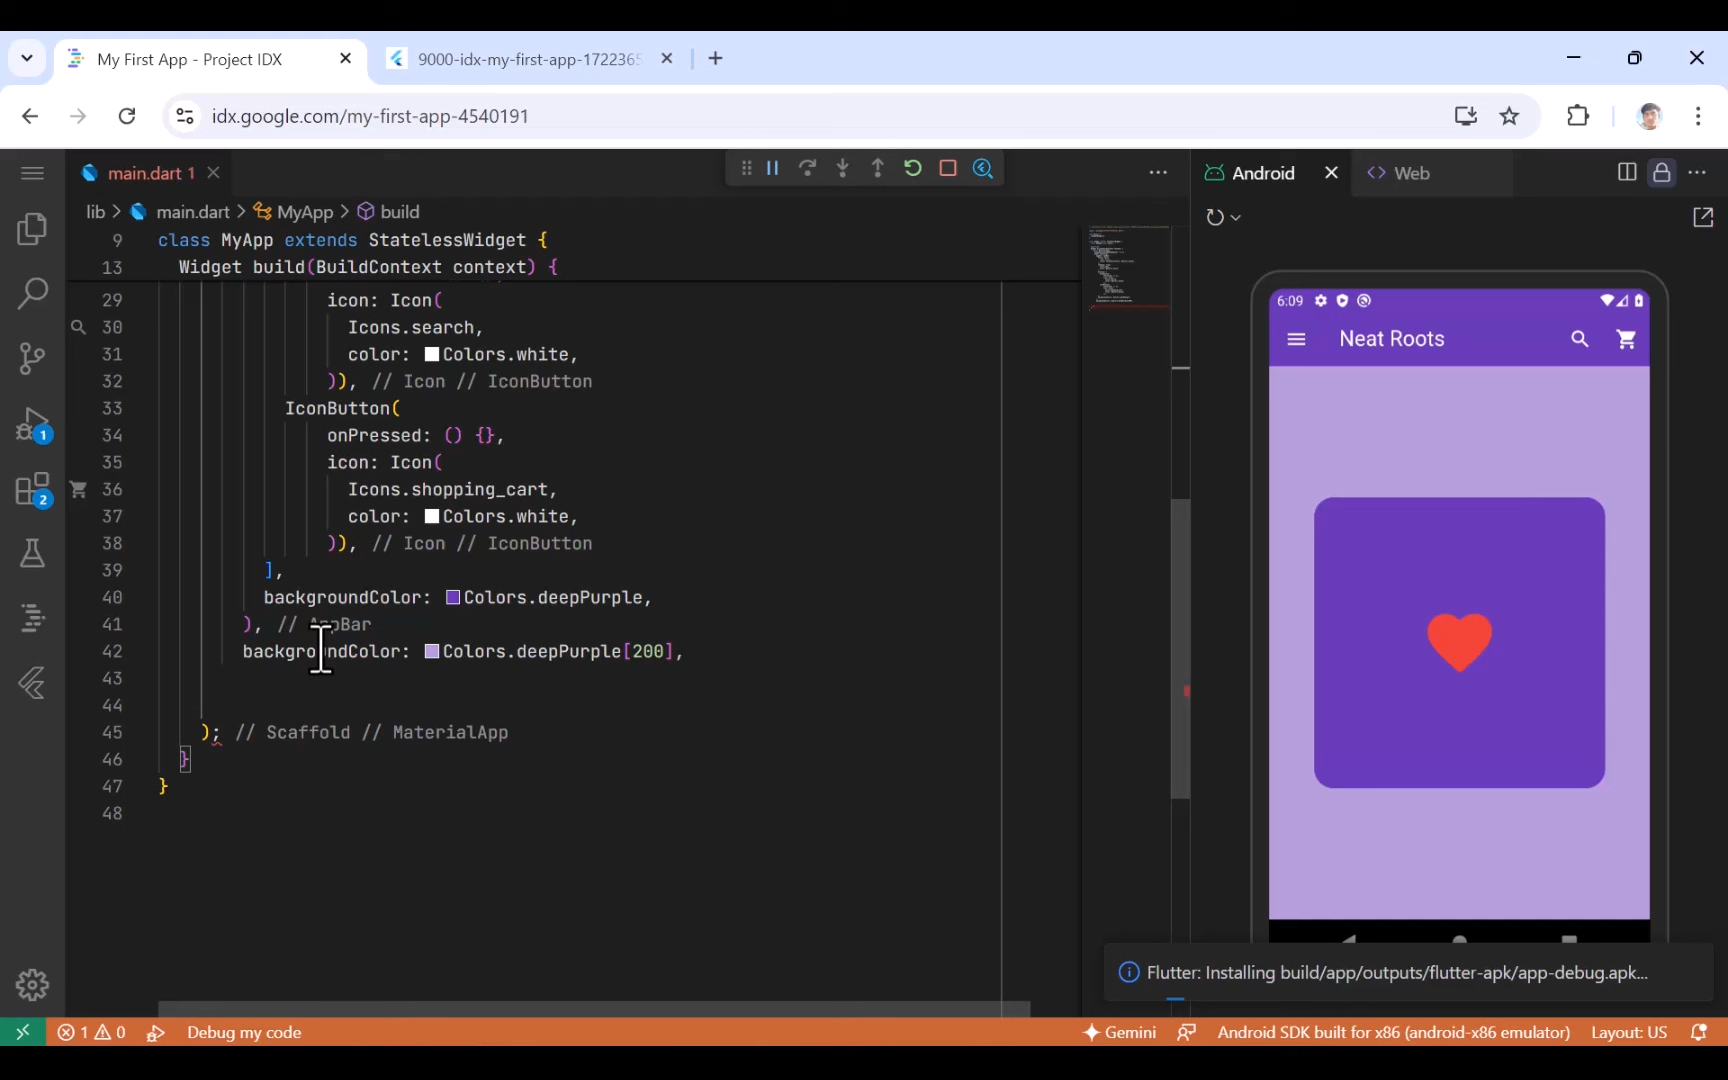 My First App - Project IDX
9000-idx-my-first-app-172236
idx.google.com/my-first-app-4540191
main.dart 1
lib > main.dart > MyApp > build
9 class MyApp extends StatelessWidget {
13 Widget build(BuildContext context) {
29 icon: Icon(
30 Icons.search,
31 color: Colors.white,
32 )), // Icon // IconButton
33 IconButton(
34 onPressed: () {},
35 icon: Icon(
36 Icons.shopping_cart,
37 color: Colors.white,
38 )), // Icon // IconButton
39 ],
40 backgroundColor: Colors.deepPurple,
41 ), // AppBar
42 backgroundColor: Colors.deepPurple[200],
43
44
45 ); // Scaffold // MaterialApp
46 }
47 }
48
1
2
Android
Web
6:09
Neat Roots
Flutter: Installing build/app/outputs/flutter-apk/app-debug.apk...
1 0 Debug my code
Gemini
Android SDK built for x86 (android-x86 emulator)
Layout: US